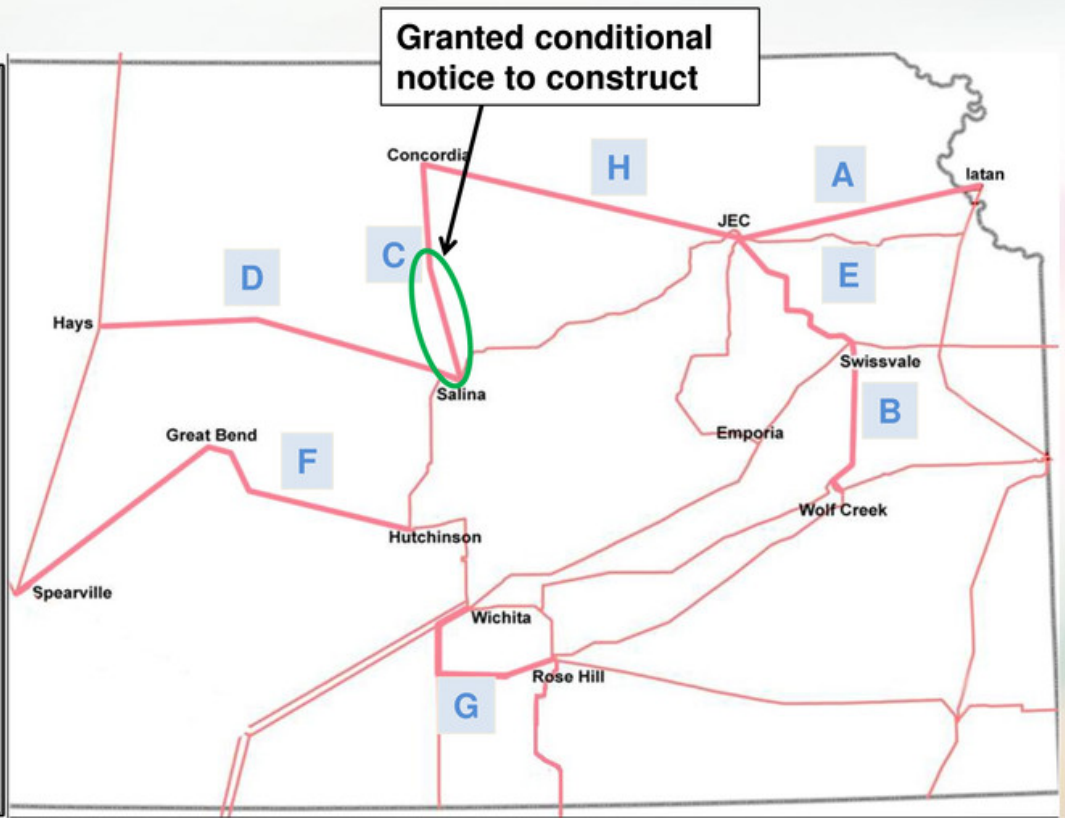 Granted conditional
notice to construct
Concordia
H
A
Iatan
JEC
C
D
E
Hays
Swissvale
Salina
B
Great Bend
F
Emporia
Wolf Creek
Hutchinson
Spearville
Wichita
Rose Hill
G